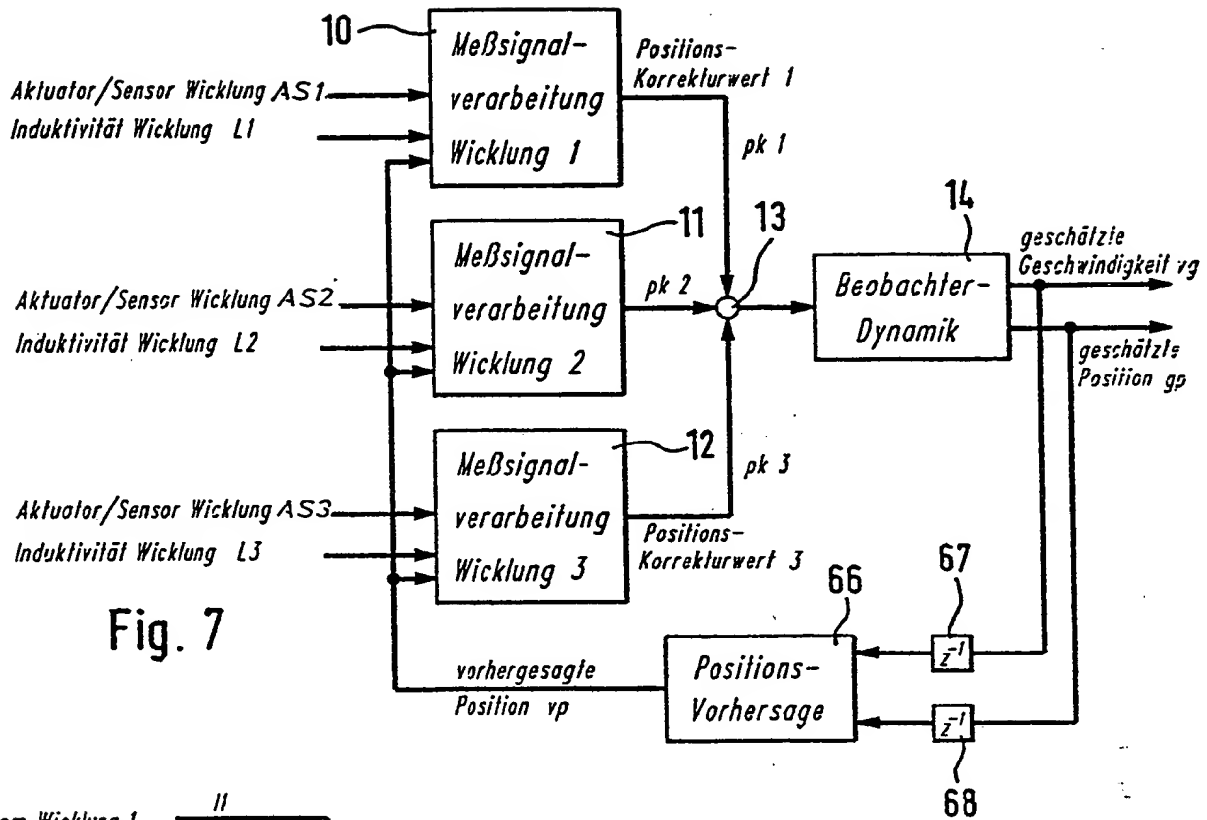 10
Meßsignal-
verarbeitung
Wicklung 1
Aktuator/Sensor Wicklung AS1
Induktivität Wicklung L1
Positions-
Korrekturwert 1
pk 1
11
Meßsignal-
verarbeitung
Wicklung 2
Aktuator/Sensor Wicklung AS2
Induktivität Wicklung L2
pk 2
13
14
Beobachter-
Dynamik
geschätzte
Geschwindigkeit vg
geschätzte
Position gp
12
Meßsignal-
verarbeitung
Wicklung 3
Aktuator/Sensor Wicklung AS3
Induktivität Wicklung L3
pk 3
Positions-
Korrekturwert 3
Fig. 7
vorhergesagte
Position vp
66
Positions-
Vorhersage
67
z⁻¹
z⁻¹
68
Wicklung 1